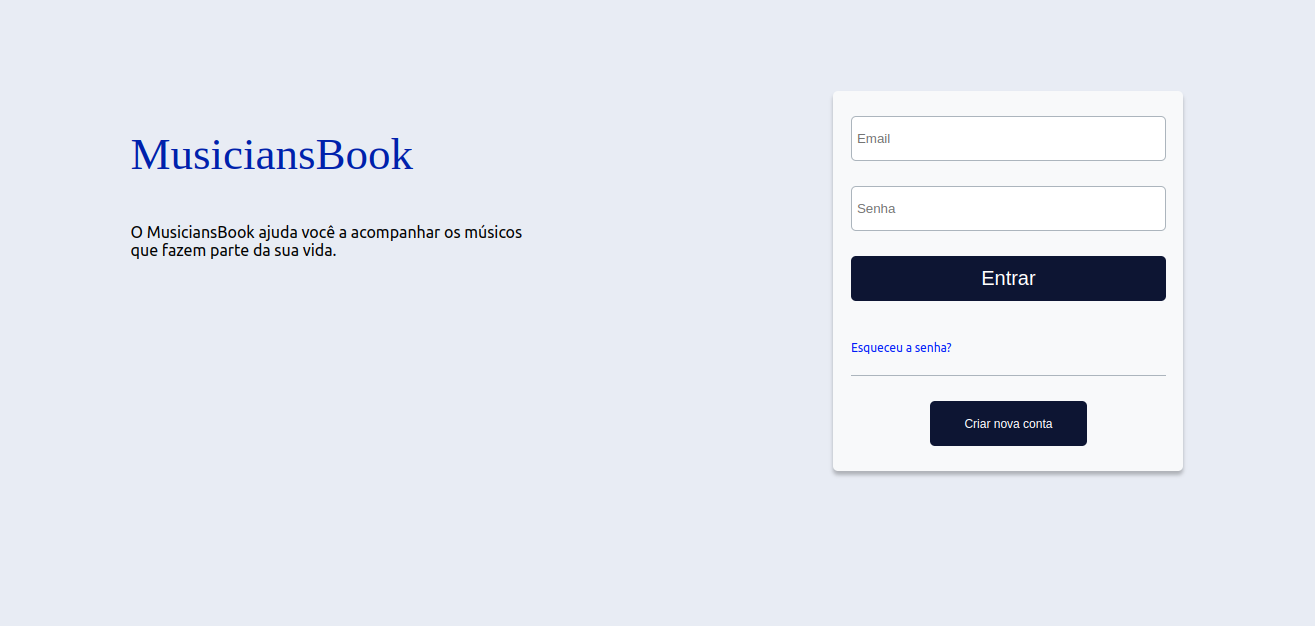 MusiciansBook
O MusiciansBook ajuda você a acompanhar os músicos
que fazem parte da sua vida.
Email
Senha
Entrar
Esqueceu a senha?
Criar nova conta